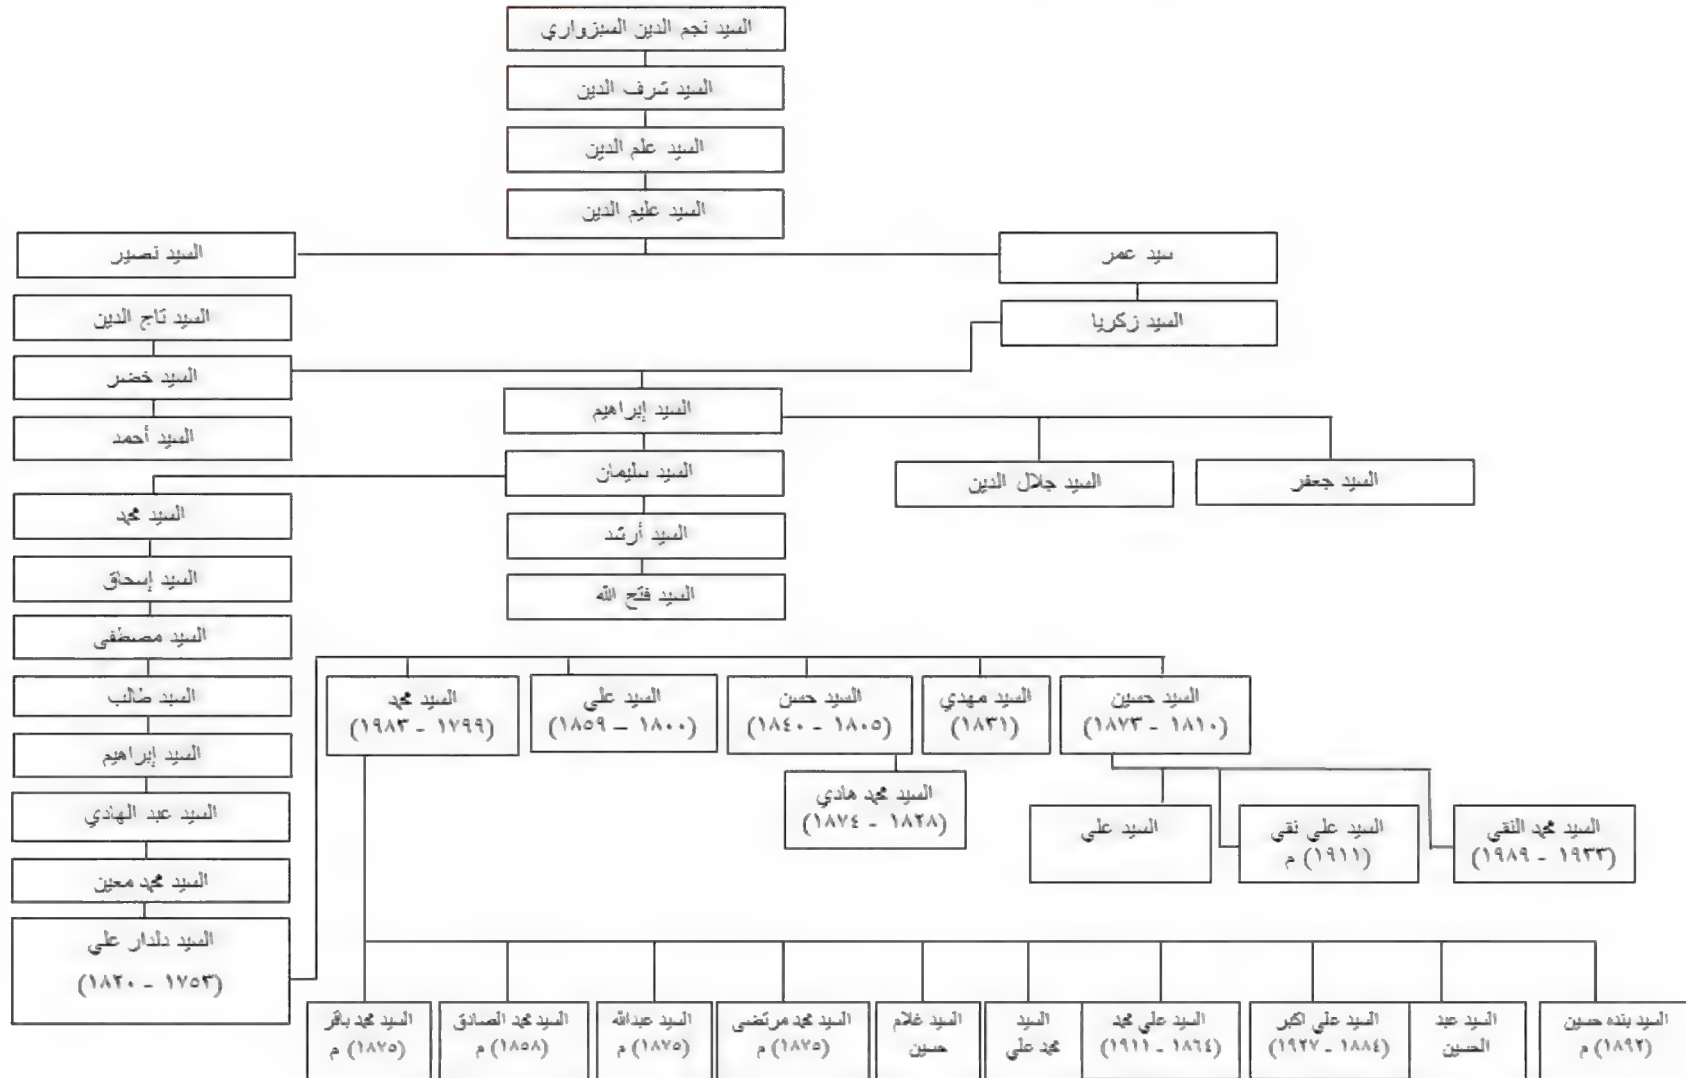 السيد نجم الدين السبزواري
السيد شرف الدين
السيد علم الدين
السيد عليم الدين
سيد عمر
السيد نصير
السيد زكريا
السيد تاج الدين
السيد خضر
السيد أحمد
السيد إبراهيم
السيد جعفر
السيد جلال الدين
السيد سليمان
السيد أرشد
السيد فتح الله
السيد محمد
السيد إسحاق
السيد مصطفى
السيد طالب
السيد إبراهيم
السيد عبد الهادي
السيد محمد معين
السيد دلدار علي
(١٧٥٣ - ١٨٢٠)
السيد حسين
(١٨١٠ - ١٨٧٣)
السيد مهدي
(١٨٣١)
السيد حسن
(١٨٠٥ - ١٨٤٠)
السيد علي
(١٨٠٠ – ١٨٥٩)
السيد محمد
(١٧٩٩ - ١٩٨٣)
السيد محمد النقي
(١٩٣٣ - ١٩٨٩)
السيد علي نقي
(١٩١١) م
السيد علي
السيد محمد هادي
(١٨٢٨ - ١٨٧٤)
السيد بنده حسين
(١٨٩٢) م
السيد عبد
الحسين
السيد علي اكبر
(١٨٨٤ - ١٩٢٧)
السيد علي محمد
(١٨٦٤ - ١٩١١)
السيد
محمد علي
السيد غلام
حسين
السيد محمد مرتضى
(١٨٧٥) م
السيد عبدالله
(١٨٧٥) م
السيد محمد الصادق
(١٨٥٨) م
السيد محمد باقر
(١٨٧٥) م